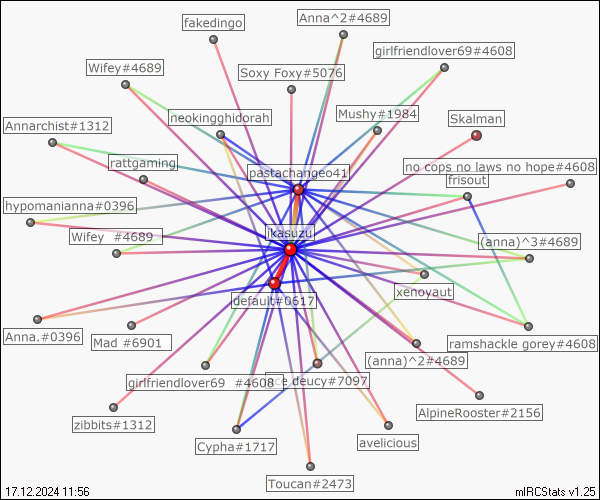 fakedingo
Anna^2#4689
girlfriendlover69#4608
Wifey#4689
Soxy Foxy#5076
neokingghidorah
Mushy#1984
Skalman
Annarchist#1312
rattgaming
pastachangeo41
no cops no laws no hope#4608
frisout
hypomanianna#0396
ikasuzu
Wifey #4689
(anna)^3#4689
default#0617
xenovaut
Anna.#0396
Mad #6901
ramshackle gorey#4608
(anna)^2#4689
girlfriendlover69 #4608
ce.deucy#7097
zibbits#1312
AlpineRooster#2156
Cypha#1717
avelicious
Toucan#2473
17.12.2024 11:56
mIRCStats v1.25